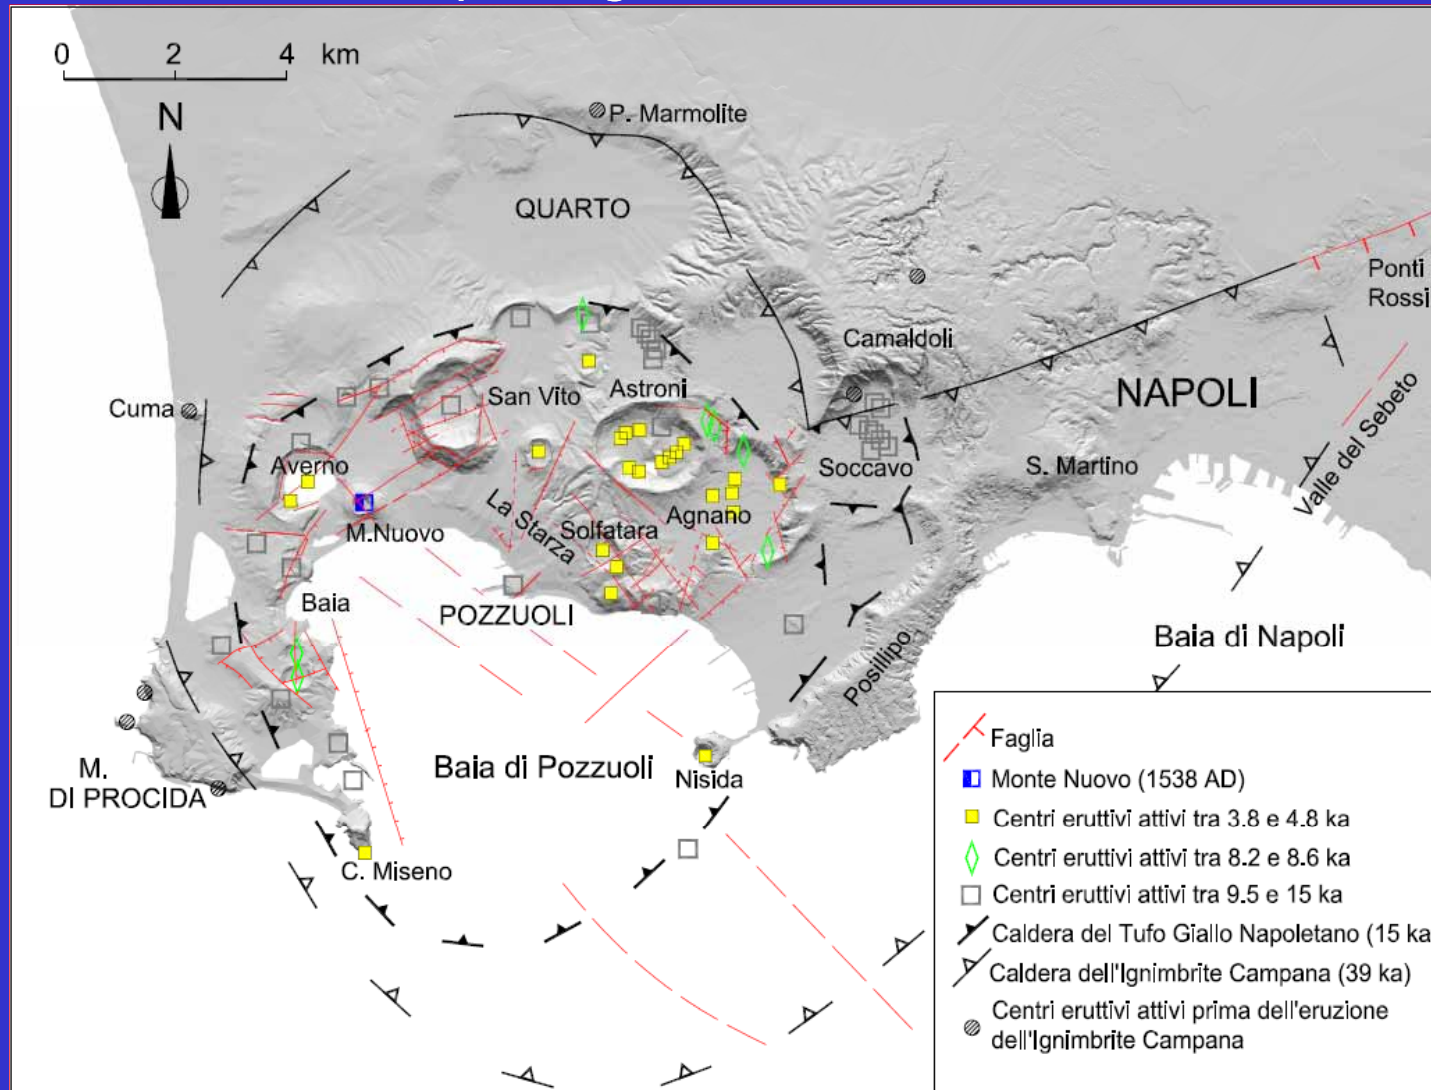 0 2 4 km
N
P. Marmolite
QUARTO
Ponti
Rossi
Camaldoli
NAPOLI
San Vito
Astroni
Cuma
Averno
Soccavo
S. Martino
Valle del Sebeto
M.Nuovo
La Starza
Solfatara
Agnano
Baia
POZZUOLI
Posillipo
Baia di Napoli
M.
DI PROCIDA
Baia di Pozzuoli
Nisida
C. Miseno
Faglia
Monte Nuovo (1538 AD)
Centri eruttivi attivi tra 3.8 e 4.8 ka
Centri eruttivi attivi tra 8.2 e 8.6 ka
Centri eruttivi attivi tra 9.5 e 15 ka
Caldera del Tufo Giallo Napoletano (15 ka
Caldera dell'Ignimbrite Campana (39 ka)
Centri eruttivi attivi prima dell'eruzione
dell'Ignimbrite Campana